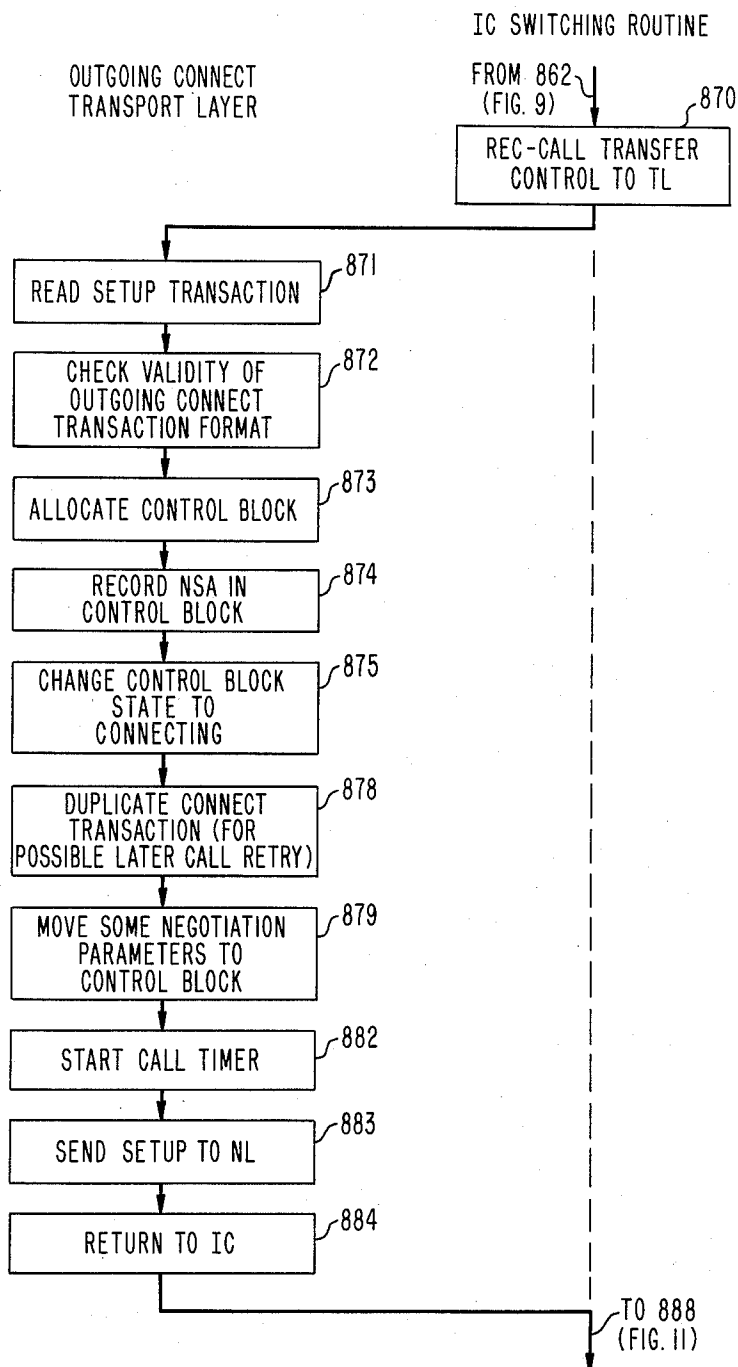 IC SWITCHING ROUTINE
OUTGOING CONNECT
TRANSPORT LAYER
FROM 862
(FIG. 9)
870
REC-CALL TRANSFER
CONTROL TO TL
871
READ SETUP TRANSACTION
872
CHECK VALIDITY OF
OUTGOING CONNECT
TRANSACTION FORMAT
873
ALLOCATE CONTROL BLOCK
874
RECORD NSA IN
CONTROL BLOCK
875
CHANGE CONTROL BLOCK
STATE TO
CONNECTING
878
DUPLICATE CONNECT
TRANSACTION (FOR
POSSIBLE LATER CALL RETRY)
879
MOVE SOME NEGOTIATION
PARAMETERS TO
CONTROL BLOCK
882
START CALL TIMER
883
SEND SETUP TO NL
884
RETURN TO IC
TO 888
(FIG. 11)